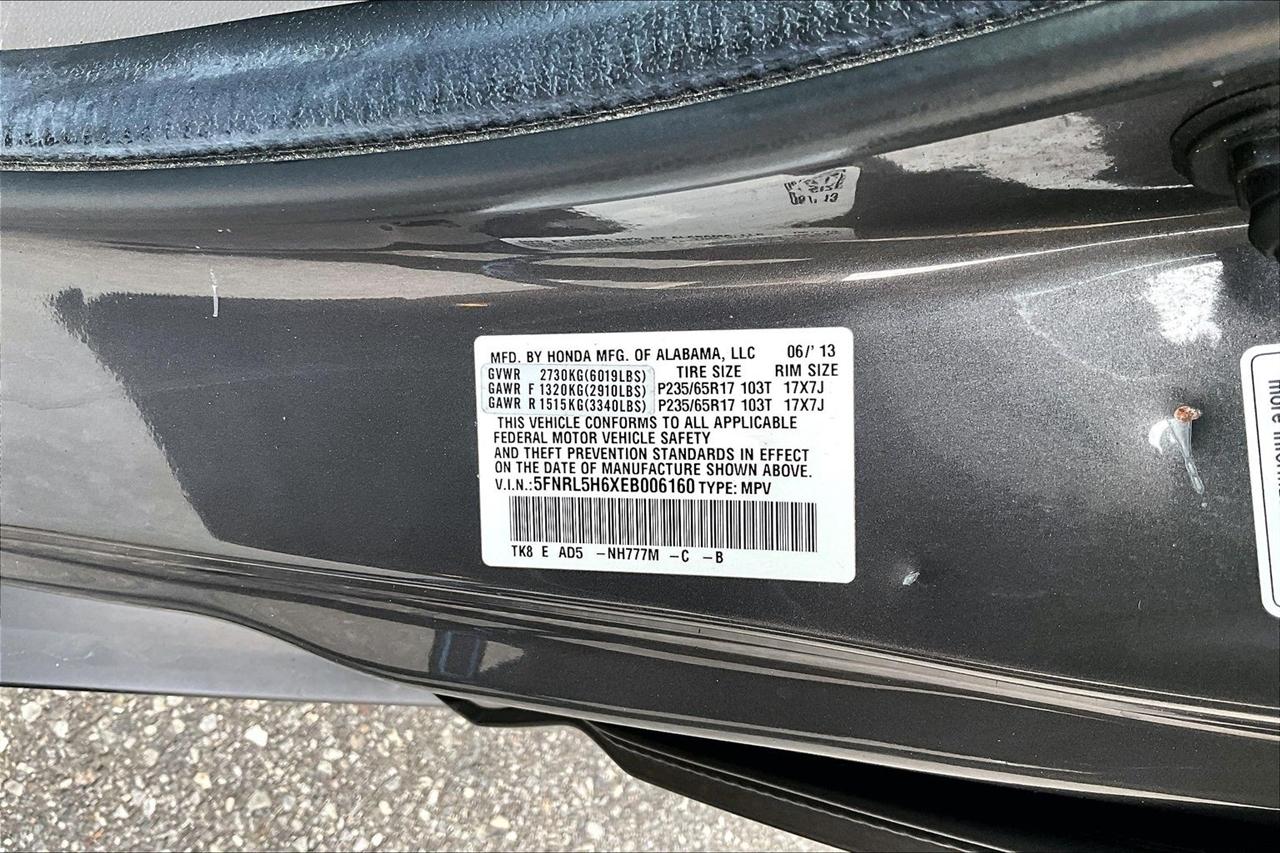 MFD. BY HONDA MFG. OF ALABAMA, LLC 06/' 13
GVWR 2730KG(6019LBS) TIRE SIZE RIM SIZE
GAWR F 1320KG(2910LBS) P235/65R17 103T 17X7J
GAWR R 1515KG(3340LBS) P235/65R17 103T 17X7J
THIS VEHICLE CONFORMS TO ALL APPLICABLE
FEDERAL MOTOR VEHICLE SAFETY
AND THEFT PREVENTION STANDARDS IN EFFECT
ON THE DATE OF MANUFACTURE SHOWN ABOVE.
V.I.N.: 5FNRL5H6XEB006160 TYPE: MPV
TK8 E AD5 -NH777M -C -B